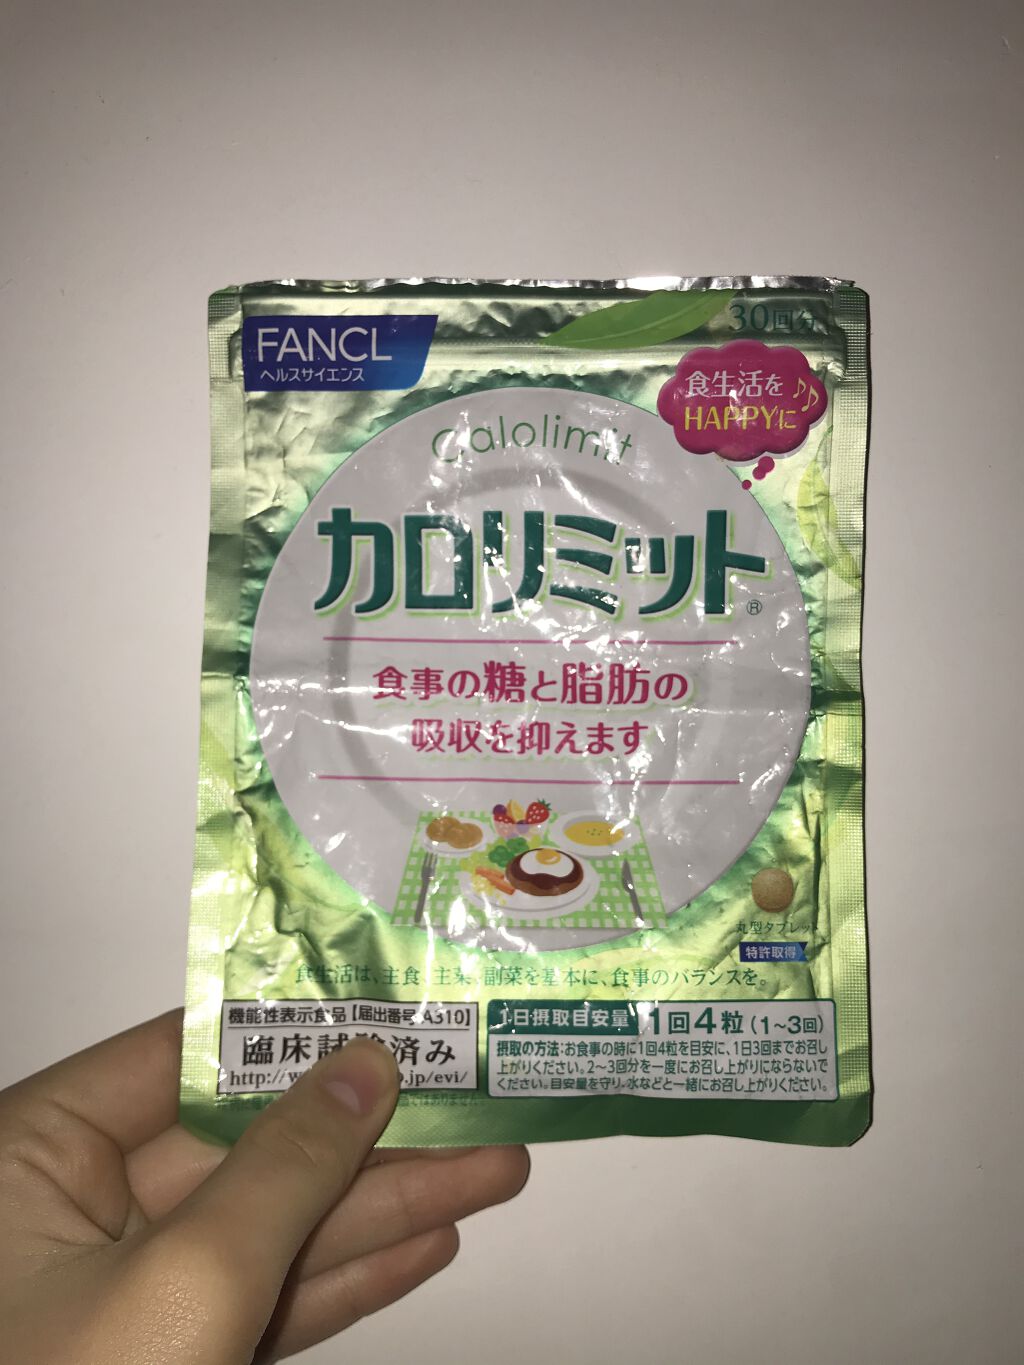 30回分
FANCL
ヘルスサイエンス
食生活を
HAPPYに
Calolimit
カロリミット®
食事の糖と脂肪の
吸収を抑えます
丸型タブレット
特許取得
食生活は、主食、主菜、副菜を基本に、食事のバランスを。
機能性表示食品【届出番号 A310】
臨床試験済み
http://w p.jp/evi/
ではありません
1日摂取目安量 1回4粒(1~3回)
摂取の方法:お食事の時に1回4粒を目安に、1日3回までお召し
上がりください。2~3回分を一度にお召し上がりにならないで
ください。目安量を守り、水などと一緒にお召し上がりください。